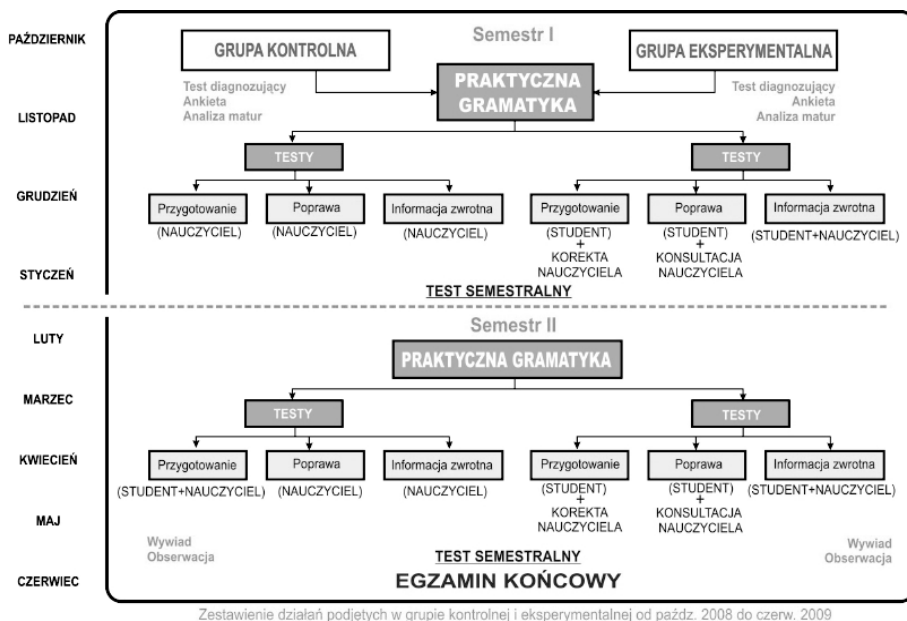 PAŹDZIERNIK
Semestr I
GRUPA KONTROLNA
GRUPA EKSPERYMENTALNA
PRAKTYCZNA
GRAMATYKA
Test diagnozujący
Ankieta
Analiza matur
Test diagnozujący
Ankieta
Analiza matur
LISTOPAD
TESTY
TESTY
GRUDZIEŃ
Przygotowanie
(NAUCZYCIEL)
Poprawa
(NAUCZYCIEL)
Informacja zwrotna
(NAUCZYCIEL)
Przygotowanie
(STUDENT)
+
KOREKTA
NAUCZYCIELA
Poprawa
(STUDENT)
+
KONSULTACJA
NAUCZYCIELA
Informacja zwrotna
(STUDENT+NAUCZYCIEL)
STYCZEŃ
TEST SEMESTRALNY
Semestr II
LUTY
PRAKTYCZNA GRAMATYKA
MARZEC
TESTY
TESTY
KWIECIEŃ
Przygotowanie
(STUDENT+NAUCZYCIEL)
Poprawa
(NAUCZYCIEL)
Informacja zwrotna
(NAUCZYCIEL)
Przygotowanie
(STUDENT)
+
KOREKTA
NAUCZYCIELA
Poprawa
(STUDENT)
+
KONSULTACJA
NAUCZYCIELA
Informacja zwrotna
(STUDENT+NAUCZYCIEL)
MAJ
Wywiad
Obserwacja
Wywiad
Obserwacja
TEST SEMESTRALNY
CZERWIEC
EGZAMIN KOŃCOWY
Zestawienie działań podjętych w grupie kontrolnej i eksperymentalnej od paźdz. 2008 do czerw. 2009